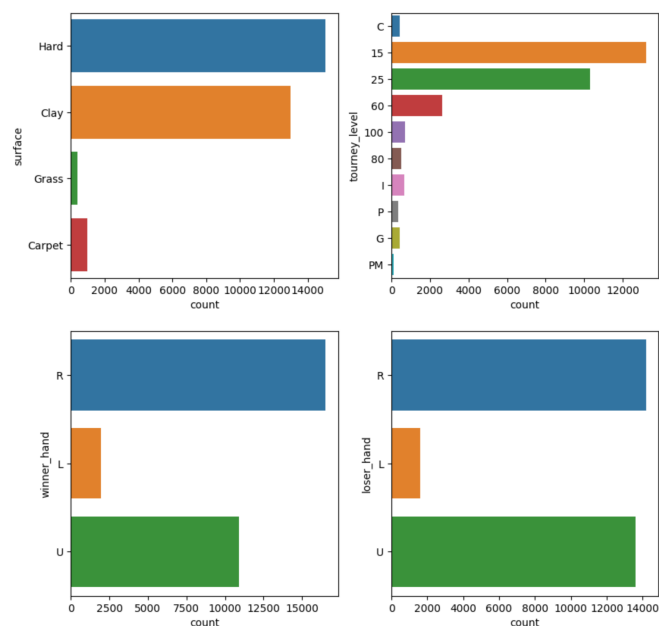 Hard
Clay
Grass
Carpet
surface
0 2000 4000 6000 8000 10000 12000 14000
count
C
15
25
60
100
80
I
P
G
PM
tourney_level
0 2000 4000 6000 8000 10000 12000
count
R
L
U
winner_hand
0 2500 5000 7500 10000 12500 15000
count
R
L
U
loser_hand
0 2000 4000 6000 8000 10000 12000 14000
count